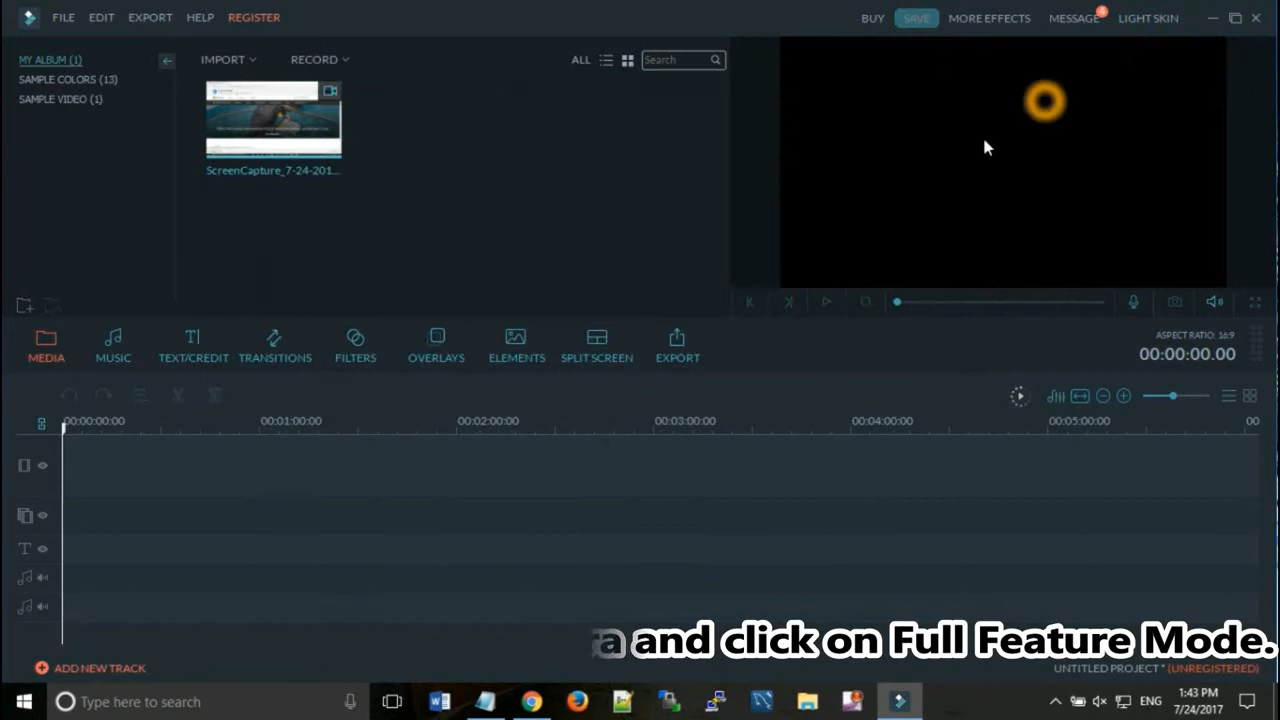 FILE EDIT EXPORT HELP REGISTER BUY SAVE MORE EFFECTS MESSAGE 4 LIGHT SKIN
MY ALBUM (1)
SAMPLE COLORS (13)
SAMPLE VIDEO (1)
IMPORT RECORD ALL Search
ScreenCapture_7-24-201...
MEDIA MUSIC TEXT/CREDIT TRANSITIONS FILTERS OVERLAYS ELEMENTS SPLIT SCREEN EXPORT
ASPECT RATIO: 16:9
00:00:00.00
00:00:00:00 00:01:00:00 00:02:00:00 00:03:00:00 00:04:00:00 00:05:00:00 00
a and click on Full Feature Mode.
ADD NEW TRACK
UNTITLED PROJECT * (UNREGISTERED)
Type here to search
ENG
1:43 PM
7/24/2017